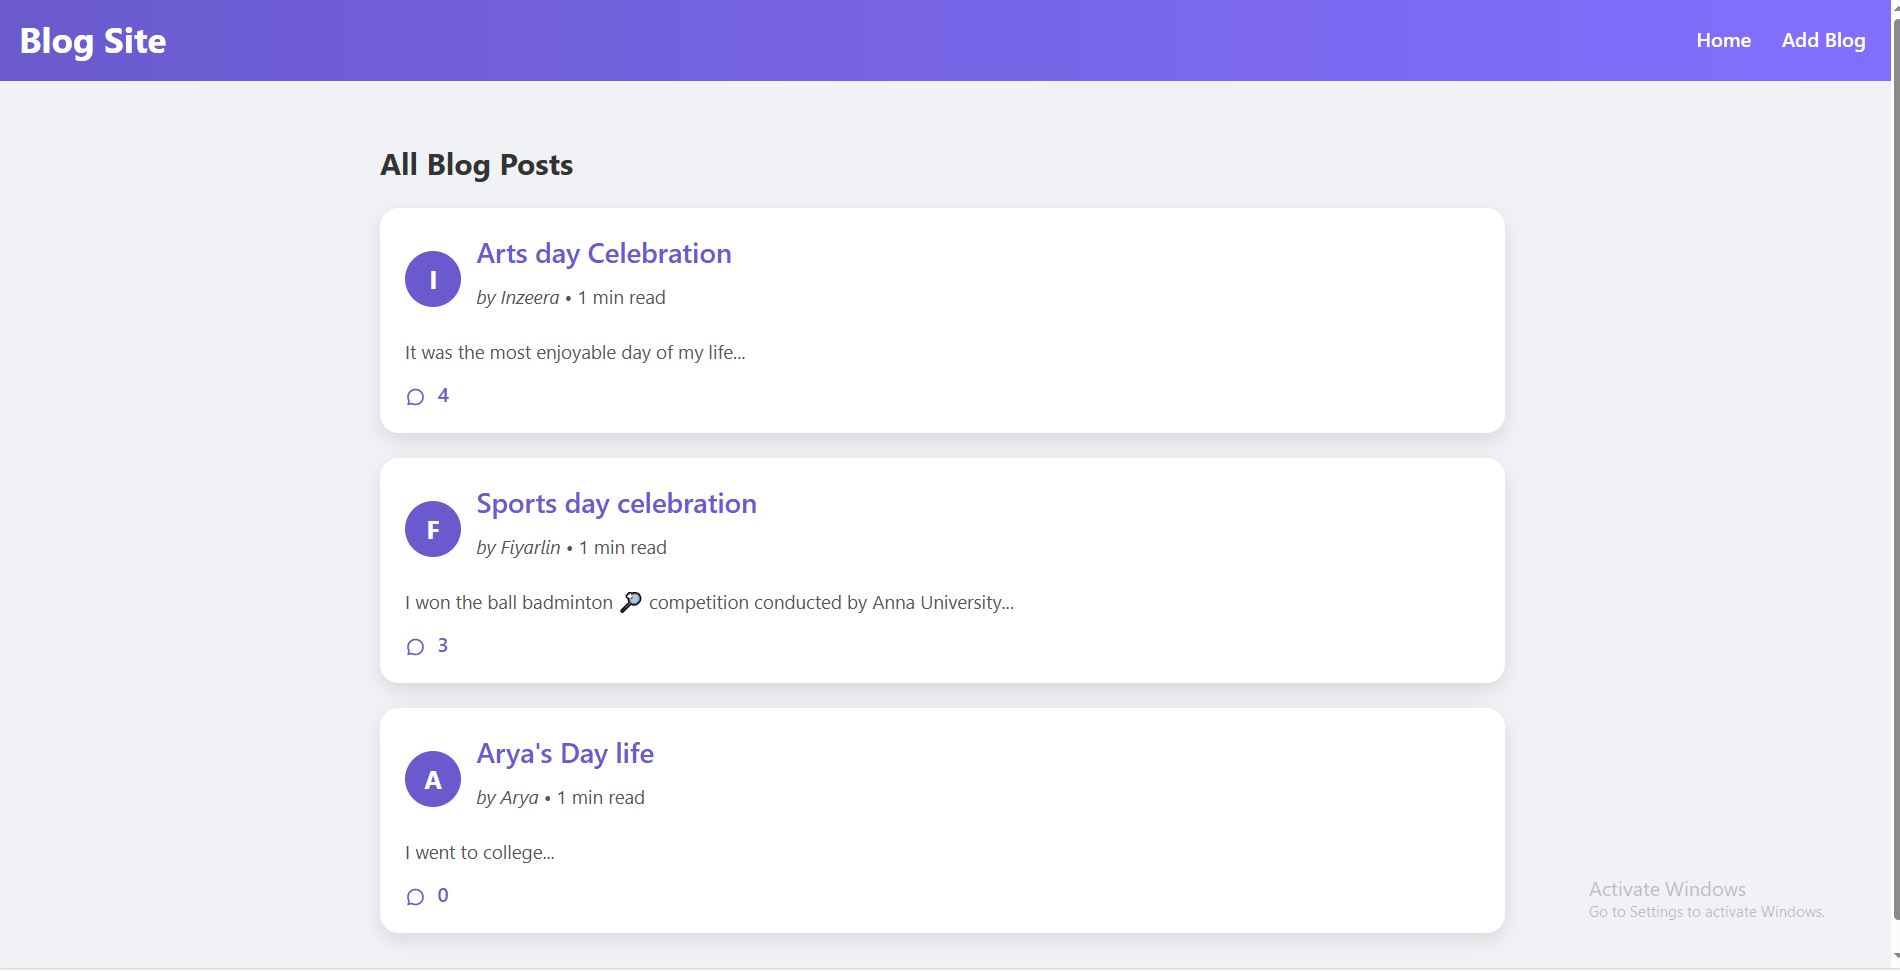 Blog Site
Home
Add Blog
All Blog Posts
I
Arts day Celebration
by Inzeera • 1 min read
It was the most enjoyable day of my life...
4
F
Sports day celebration
by Fiyarlin • 1 min read
I won the ball badminton 🔎 competition conducted by Anna University...
3
A
Arya's Day life
by Arya • 1 min read
I went to college...
0
Activate Windows
Go to Settings to activate Windows.